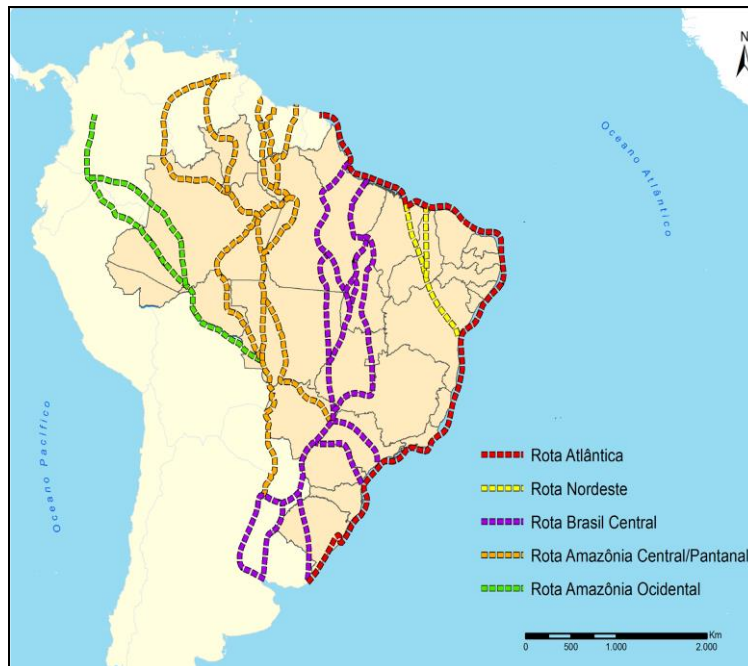 N
Oceano Atlântico
Oceano Pacífico
Rota Atlântica
Rota Nordeste
Rota Brasil Central
Rota Amazônia Central/Pantanal
Rota Amazônia Ocidental
Km
0 500 1.000 2.000